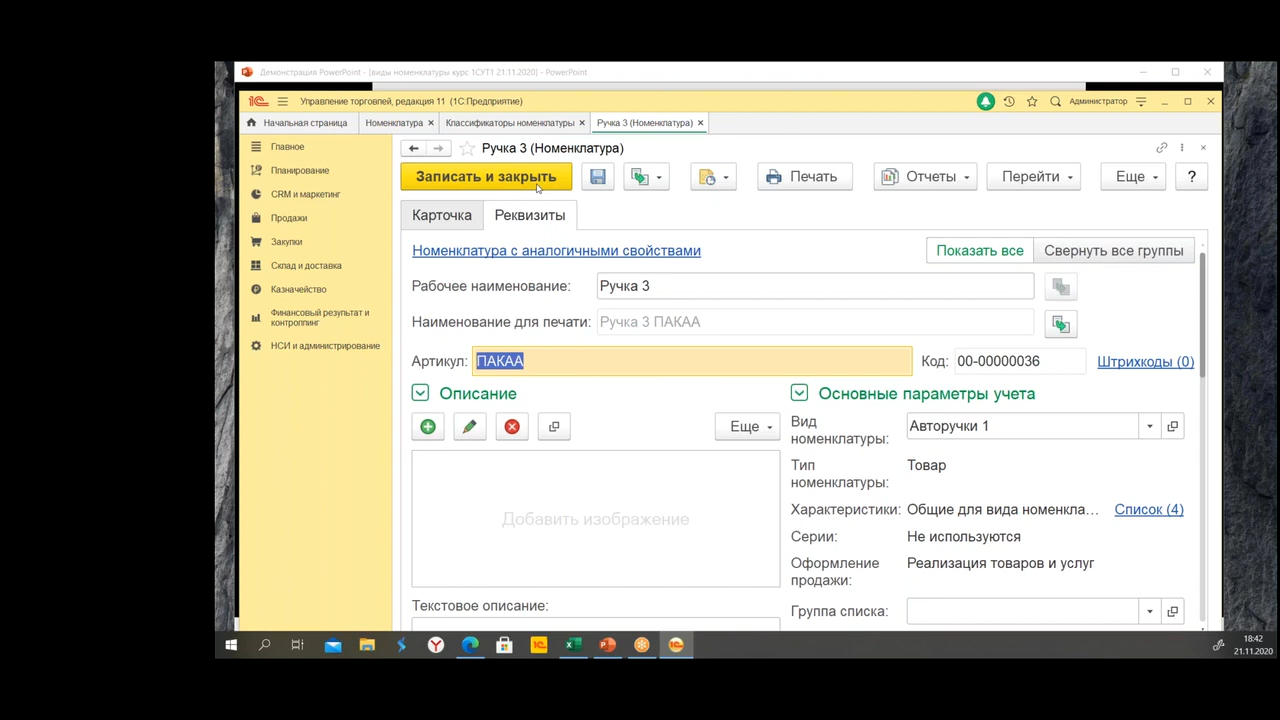 Демонстрация PowerPoint - [виды номенклатуры курс 1СУТ1 21.11.2020] - PowerPoint
1С Управление торговлей, редакция 11 (1С:Предприятие) Администратор
Начальная страница Номенклатура × Классификаторы номенклатуры × Ручка 3 (Номенклатура) ×
Главное
Планирование
CRM и маркетинг
Продажи
Закупки
Склад и доставка
Казначейство
Финансовый результат и
контроллинг
НСИ и администрирование
Ручка 3 (Номенклатура)
Записать и закрыть Печать Отчеты Перейти Еще ?
Карточка Реквизиты
Номенклатура с аналогичными свойствами Показать все Свернуть все группы
Рабочее наименование: Ручка 3
Наименование для печати: Ручка 3 ПАКАА
Артикул: ПАКАА Код: 00-00000036 Штрихкоды (0)
Описание
Еще
Добавить изображение
Текстовое описание:
Основные параметры учета
Вид
номенклатуры: Авторучки 1
Тип
номенклатуры: Товар
Характеристики: Общие для вида номенкла... Список (4)
Серии: Не используются
Оформление
продажи: Реализация товаров и услуг
Группа списка:
18:42
21.11.2020